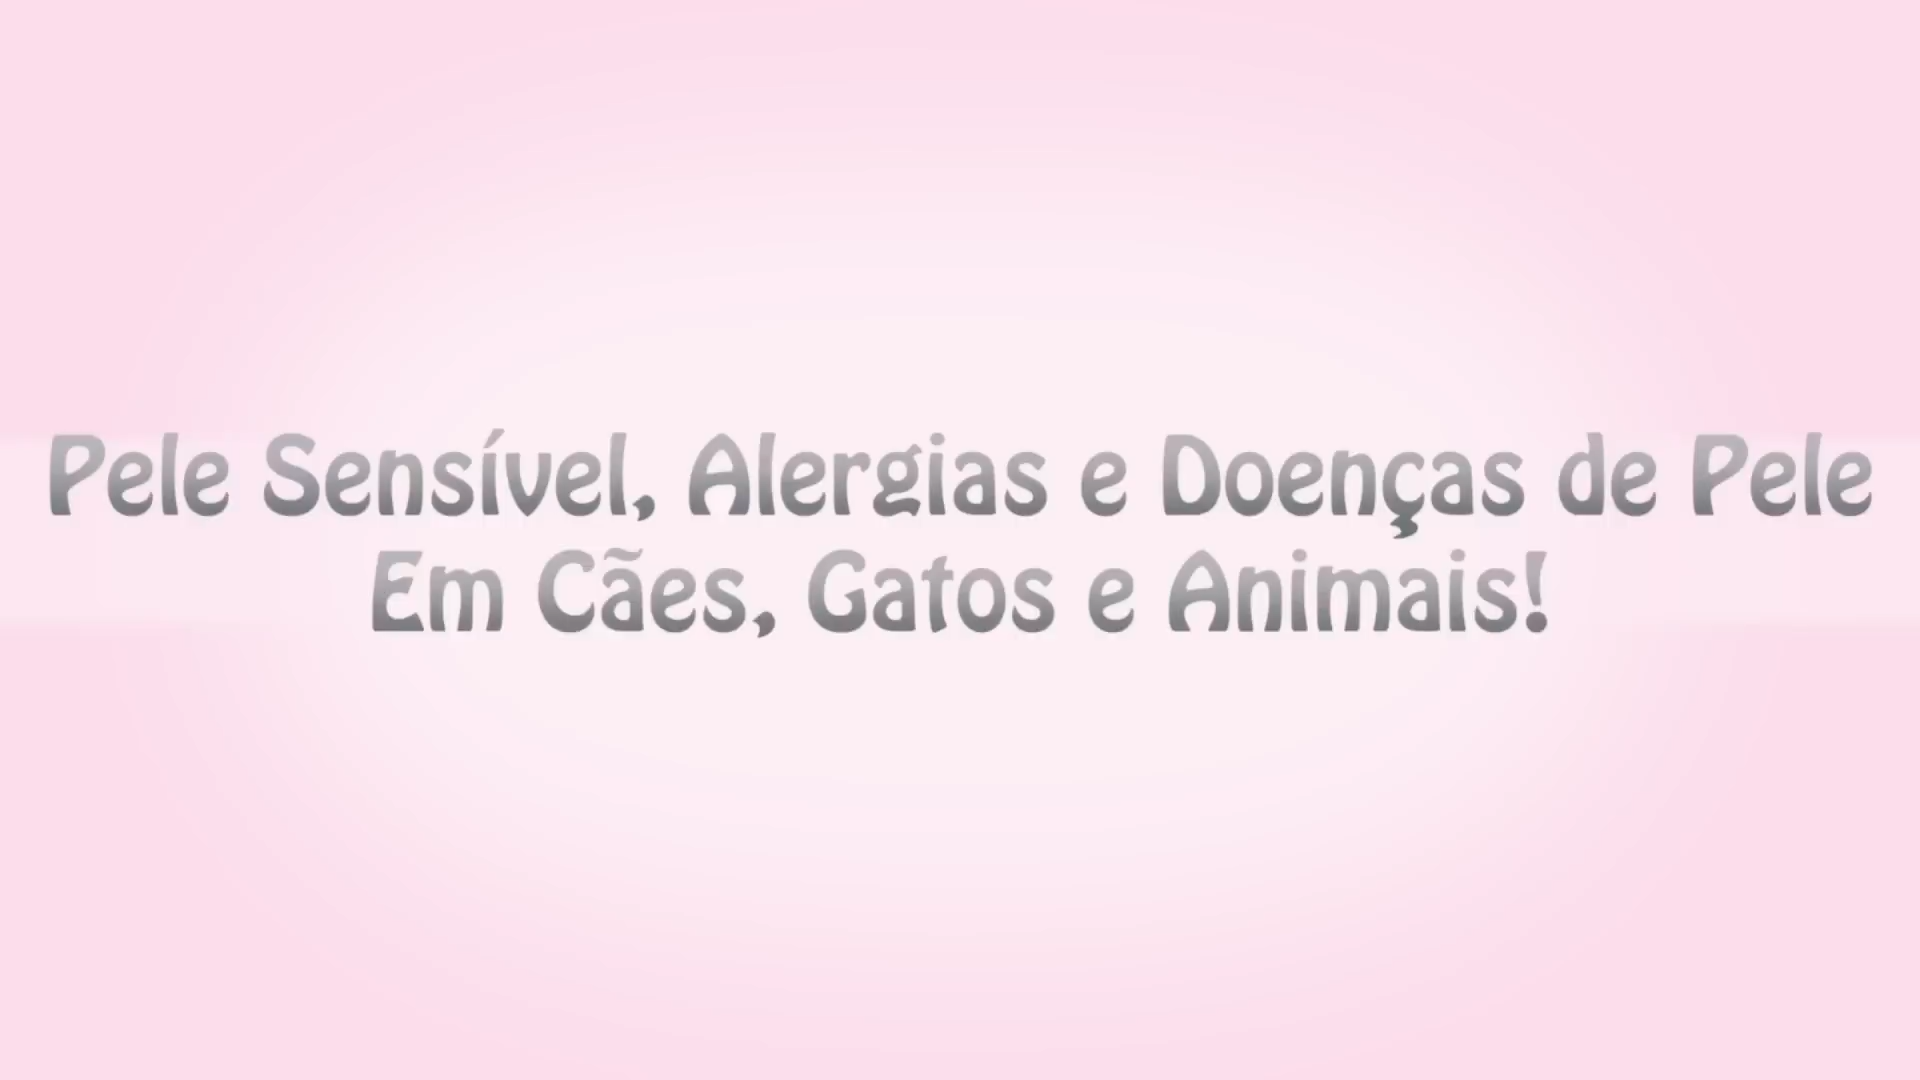 Pele Sensível, Alergias e Doenças de Pele
Em Cães, Gatos e Animais!